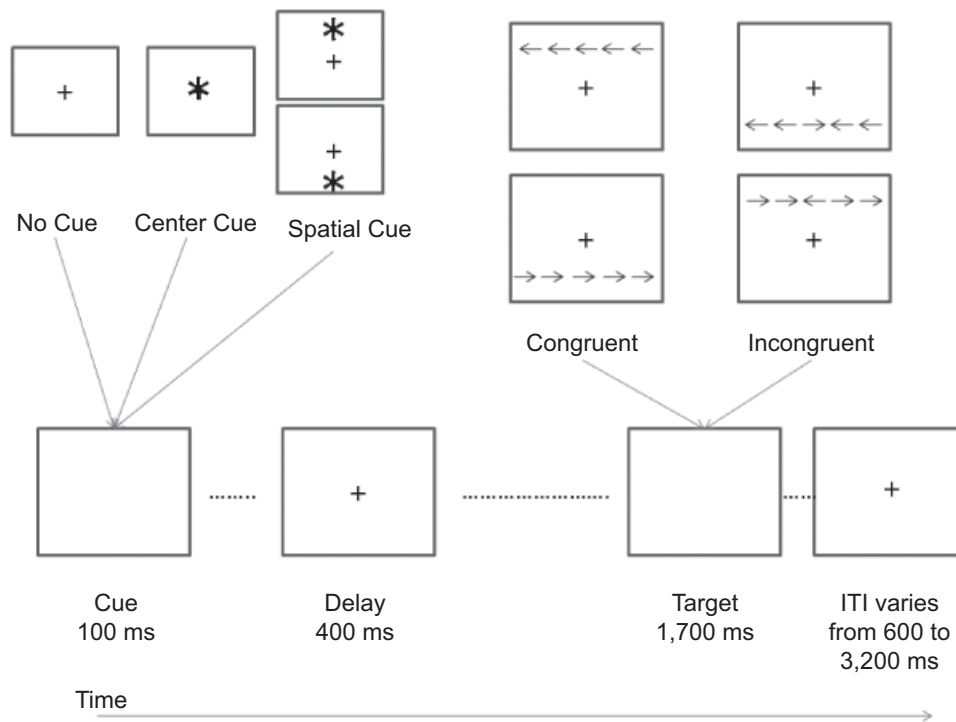 No Cue
Center Cue
Spatial Cue
Congruent
Incongruent
Cue
100 ms
Delay
400 ms
Target
1,700 ms
ITI varies
from 600 to
3,200 ms
Time